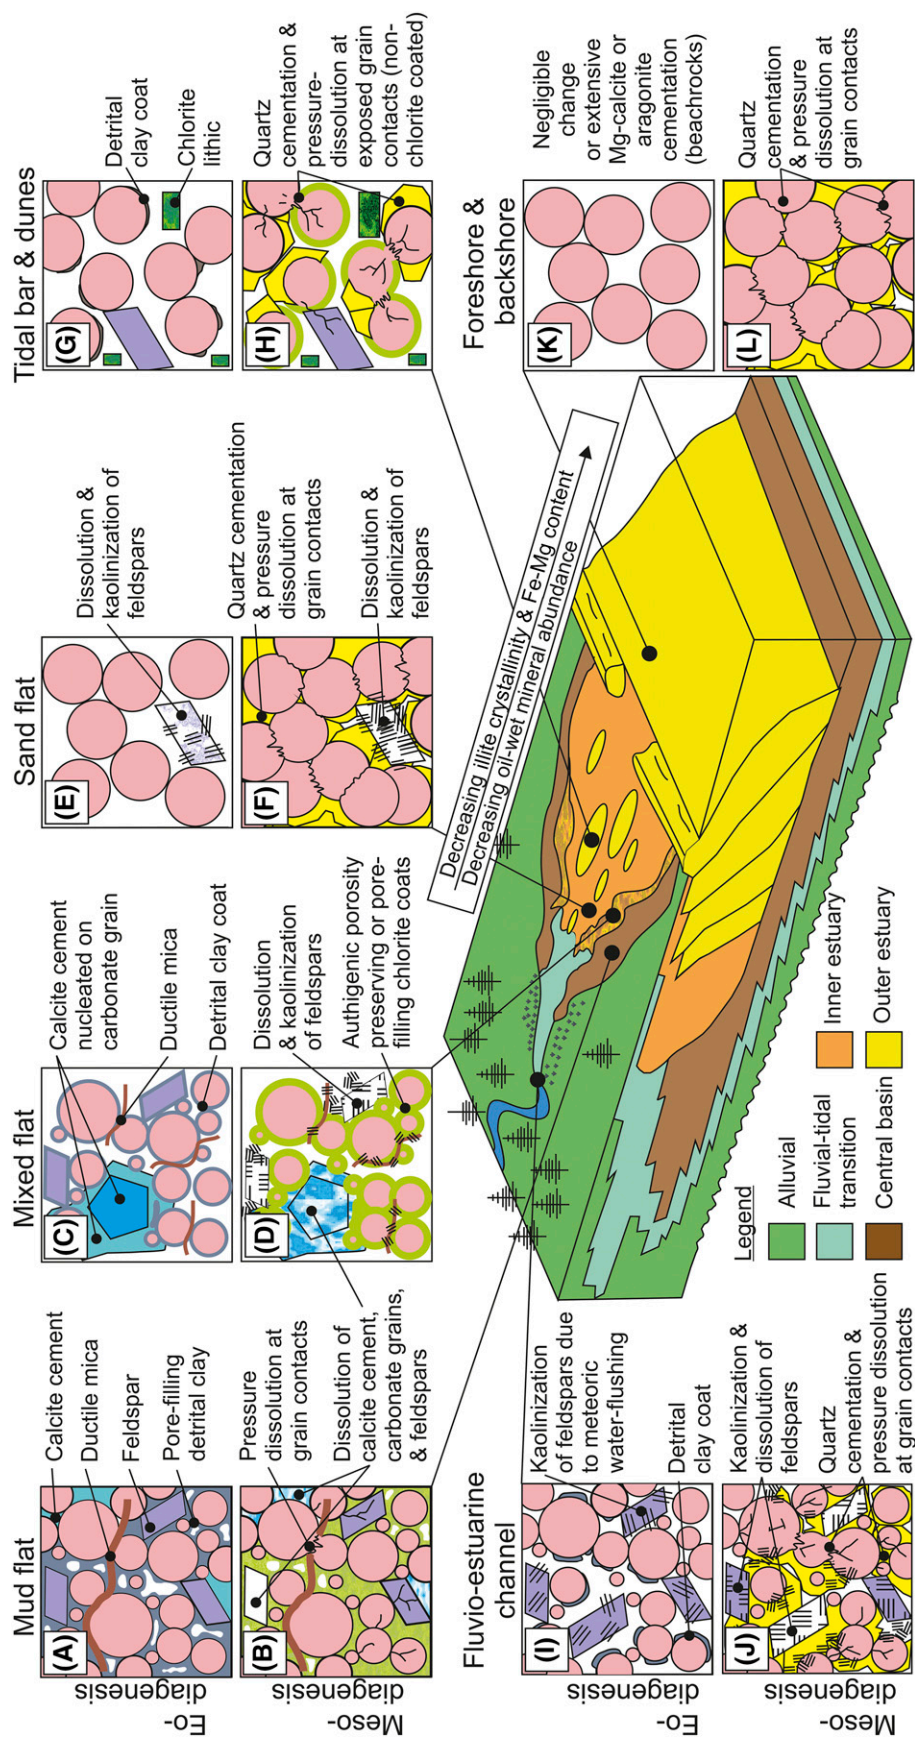 Mud flat
Eo-
diagenesis
(A)
Calcite cement
Ductile mica
Feldspar
Pore-filling
detrital clay
Meso-
diagenesis
(B)
Pressure
dissolution at
grain contacts
Dissolution of
calcite cement,
carbonate grains,
& feldspars
Mixed flat
(C)
Calcite cement
nucleated on
carbonate grain
Ductile mica
Detrital clay coat
(D)
Dissolution
& kaolinization
of feldspars
Authigenic porosity
preserving or pore-
filling chlorite coats
Sand flat
(E)
Dissolution &
kaolinization of
feldspars
(F)
Quartz cementation
& pressure
dissolution at
grain contacts
Dissolution &
kaolinization of
feldspars
Tidal bar & dunes
(G)
Detrital
clay coat
Chlorite
lithic
(H)
Quartz
cementation &
pressure-
dissolution at
exposed grain
contacts (non-
chlorite coated)
Fluvio-estuarine
channel
Eo-
diagenesis
(I)
Kaolinization
of feldspars due
to meteoric
water-flushing
Detrital
clay coat
Meso-
diagenesis
(J)
Kaolinization &
dissolution of
feldspars
Quartz
cementation &
pressure dissolution
at grain contacts
Decreasing illite crystallinity & Fe-Mg content
Decreasing oil-wet mineral abundance
Legend
Alluvial
Fluvial-tidal
transition
Central basin
Inner estuary
Outer estuary
Foreshore &
backshore
(K)
Negligible
change
or extensive
Mg-calcite or
aragonite
cementation
(beachrocks)
(L)
Quartz
cementation
& pressure
dissolution at
grain contacts